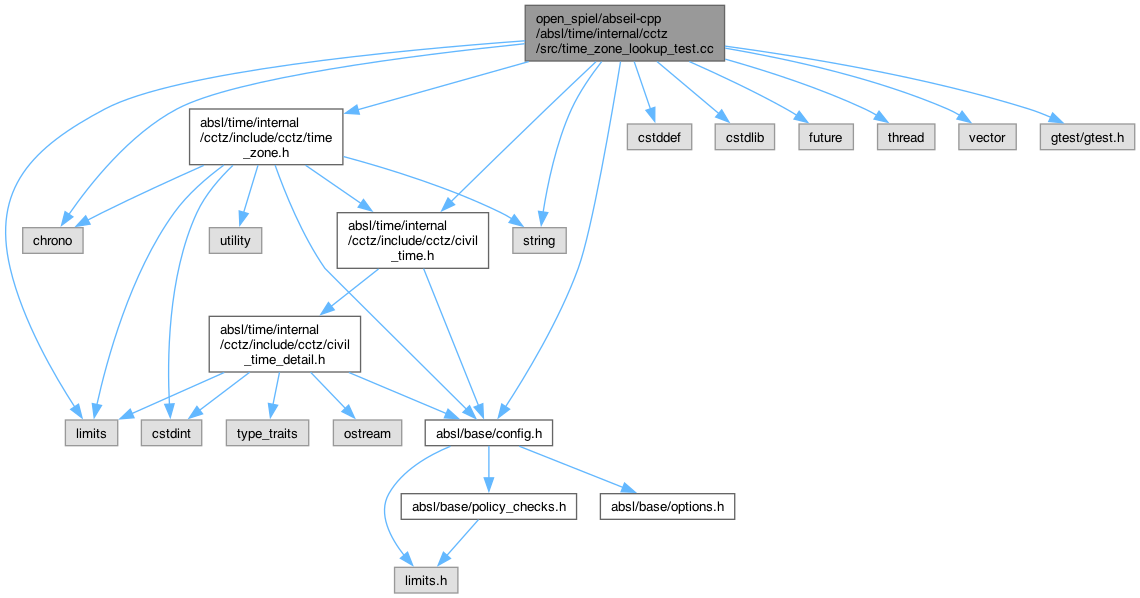 open_spiel/abseil-cpp
/absl/time/internal/cctz
/src/time_zone_lookup_test.cc
absl/time/internal
/cctz/include/cctz/time
_zone.h
cstddef
cstdlib
future
thread
vector
gtest/gtest.h
chrono
utility
absl/time/internal
/cctz/include/cctz/civil
_time.h
string
absl/time/internal
/cctz/include/cctz/civil
_time_detail.h
limits
cstdint
type_traits
ostream
absl/base/config.h
absl/base/policy_checks.h
absl/base/options.h
limits.h